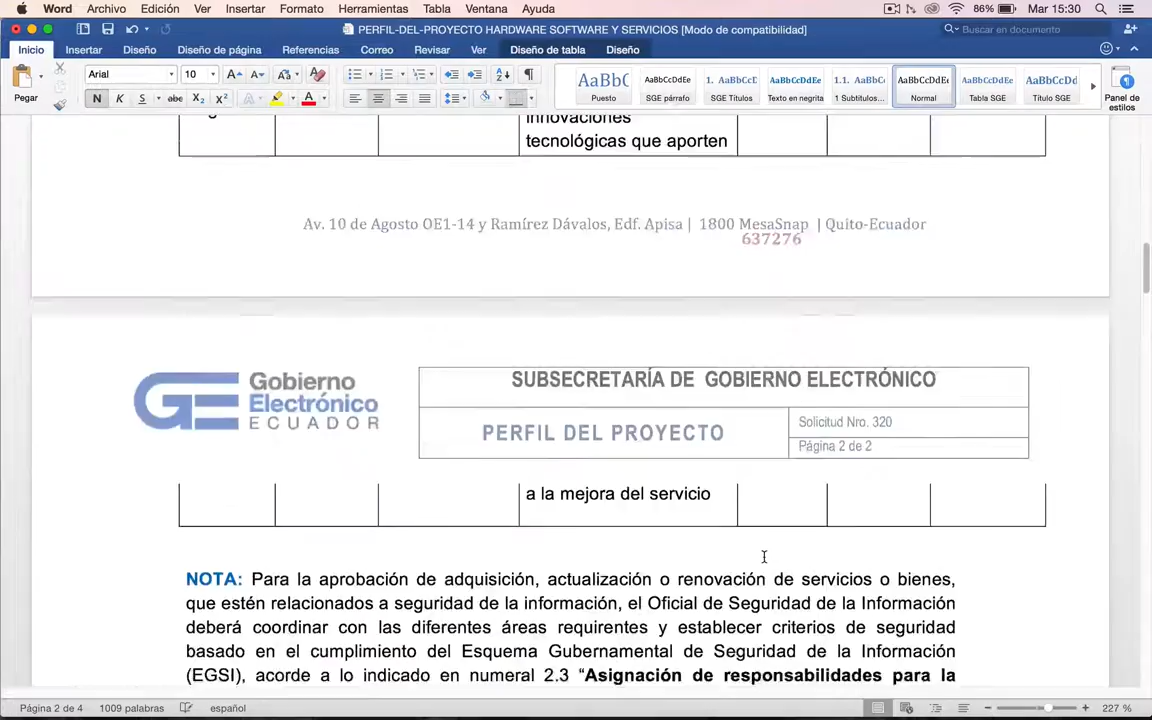 Word Archivo Edición Ver Insertar Formato Herramientas Tabla Ventana Ayuda 86% Mar 15:30
PERFIL-DEL-PROYECTO HARDWARE SOFTWARE Y SERVICIOS [Modo de compatibilidad] Buscar en documento
Inicio Insertar Diseño Diseño de página Referencias Correo Revisar Ver Diseño de tabla Diseño
Arial 10 AaBbC AaBbCcDdEe 1. AaBbCcE AaBbCcDdEe 1.1. AaBbCc AaBbCcDdEe AaBbCcDdEe AaBbCcDd
Pegar N K S abc X₂ X² A A Puesto SGE párrafo SGE Títulos Texto en negrita 1 Subtítulos... Normal Tabla SGE Título SGE Panel de estilos
innovaciones
tecnológicas que aporten
Av. 10 de Agosto OE1-14 y Ramírez Dávalos, Edf. Apisa | 1800 MesaSnap | Quito-Ecuador
637276
GE Gobierno
Electrónico
ECUADOR
SUBSECRETARÍA DE GOBIERNO ELECTRÓNICO
PERFIL DEL PROYECTO
Solicitud Nro. 320
Página 2 de 2
a la mejora del servicio
NOTA: Para la aprobación de adquisición, actualización o renovación de servicios o bienes,
que estén relacionados a seguridad de la información, el Oficial de Seguridad de la Información
deberá coordinar con las diferentes áreas requirentes y establecer criterios de seguridad
basado en el cumplimiento del Esquema Gubernamental de Seguridad de la Información
(EGSI), acorde a lo indicado en numeral 2.3 “Asignación de responsabilidades para la
Página 2 de 4 1009 palabras español 227 %